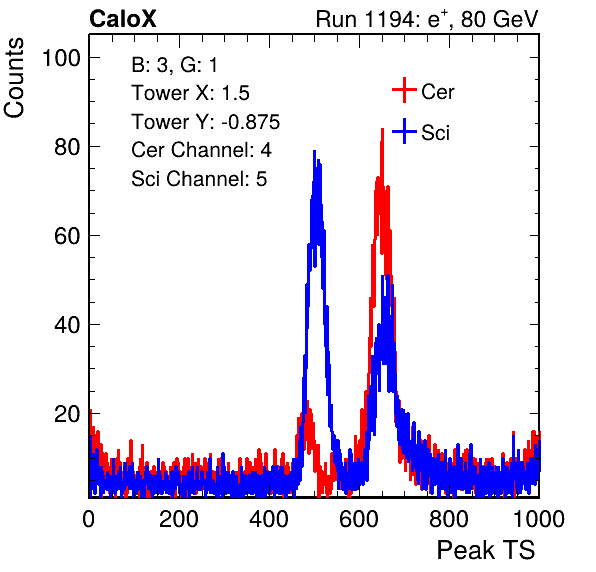 CaloX Run 1194: e⁺, 80 GeV
Counts
B: 3, G: 1
Tower X: 1.5
Tower Y: -0.875
Cer Channel: 4
Sci Channel: 5
Cer
Sci
100
80
60
40
20
0 200 400 600 800 1000
Peak TS